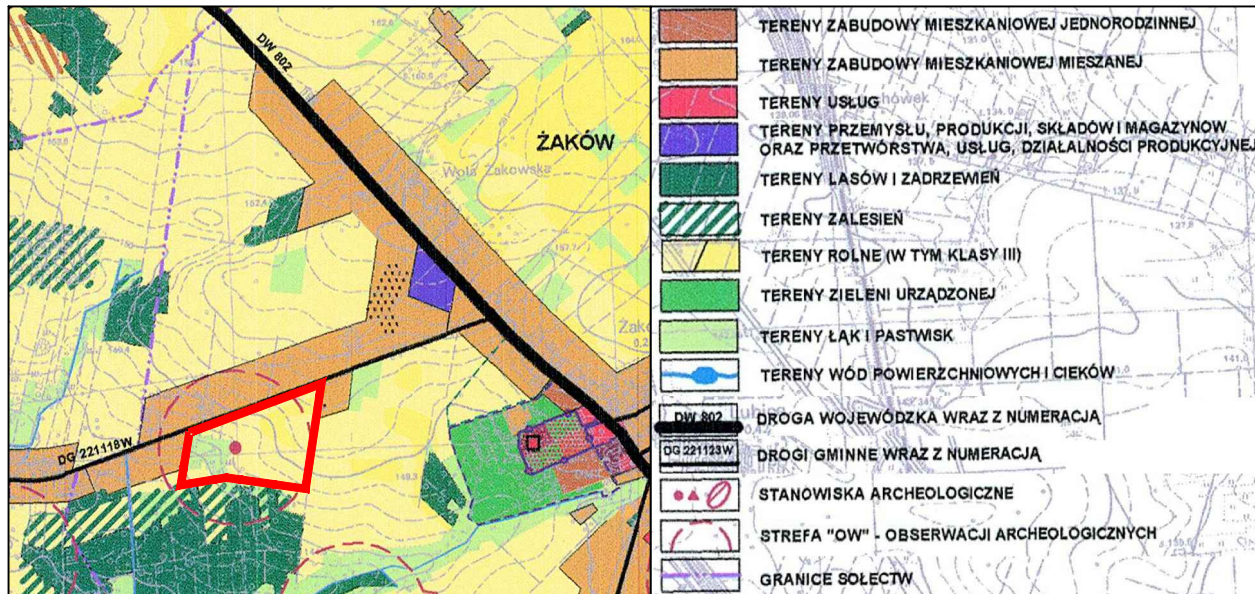 DW 802
ŻAKÓW
Wola Żakowska
DG 221118W
149,3
TERENY ZABUDOWY MIESZKANIOWEJ JEDNORODZINNEJ
TERENY ZABUDOWY MIESZKANIOWEJ MIESZANEJ
TERENY USŁUG
TERENY PRZEMYSŁU, PRODUKCJI, SKŁADÓW I MAGAZYNÓW
ORAZ PRZETWÓRSTWA, USŁUG, DZIAŁALNOŚCI PRODUKCYJNEJ
TERENY LASÓW I ZADRZEWIEŃ
TERENY ZALESIEŃ
TERENY ROLNE (W TYM KLASY III)
TERENY ZIELENI URZĄDZONEJ
TERENY ŁĄK I PASTWISK
TERENY WÓD POWIERZCHNIOWYCH I CIEKÓW
DW 802 DROGA WOJEWÓDZKA WRAZ Z NUMERACJĄ
DG 221123W DROGI GMINNE WRAZ Z NUMERACJĄ
STANOWISKA ARCHEOLOGICZNE
STREFA "OW" - OBSERWACJI ARCHEOLOGICZNYCH
GRANICE SOŁECTW